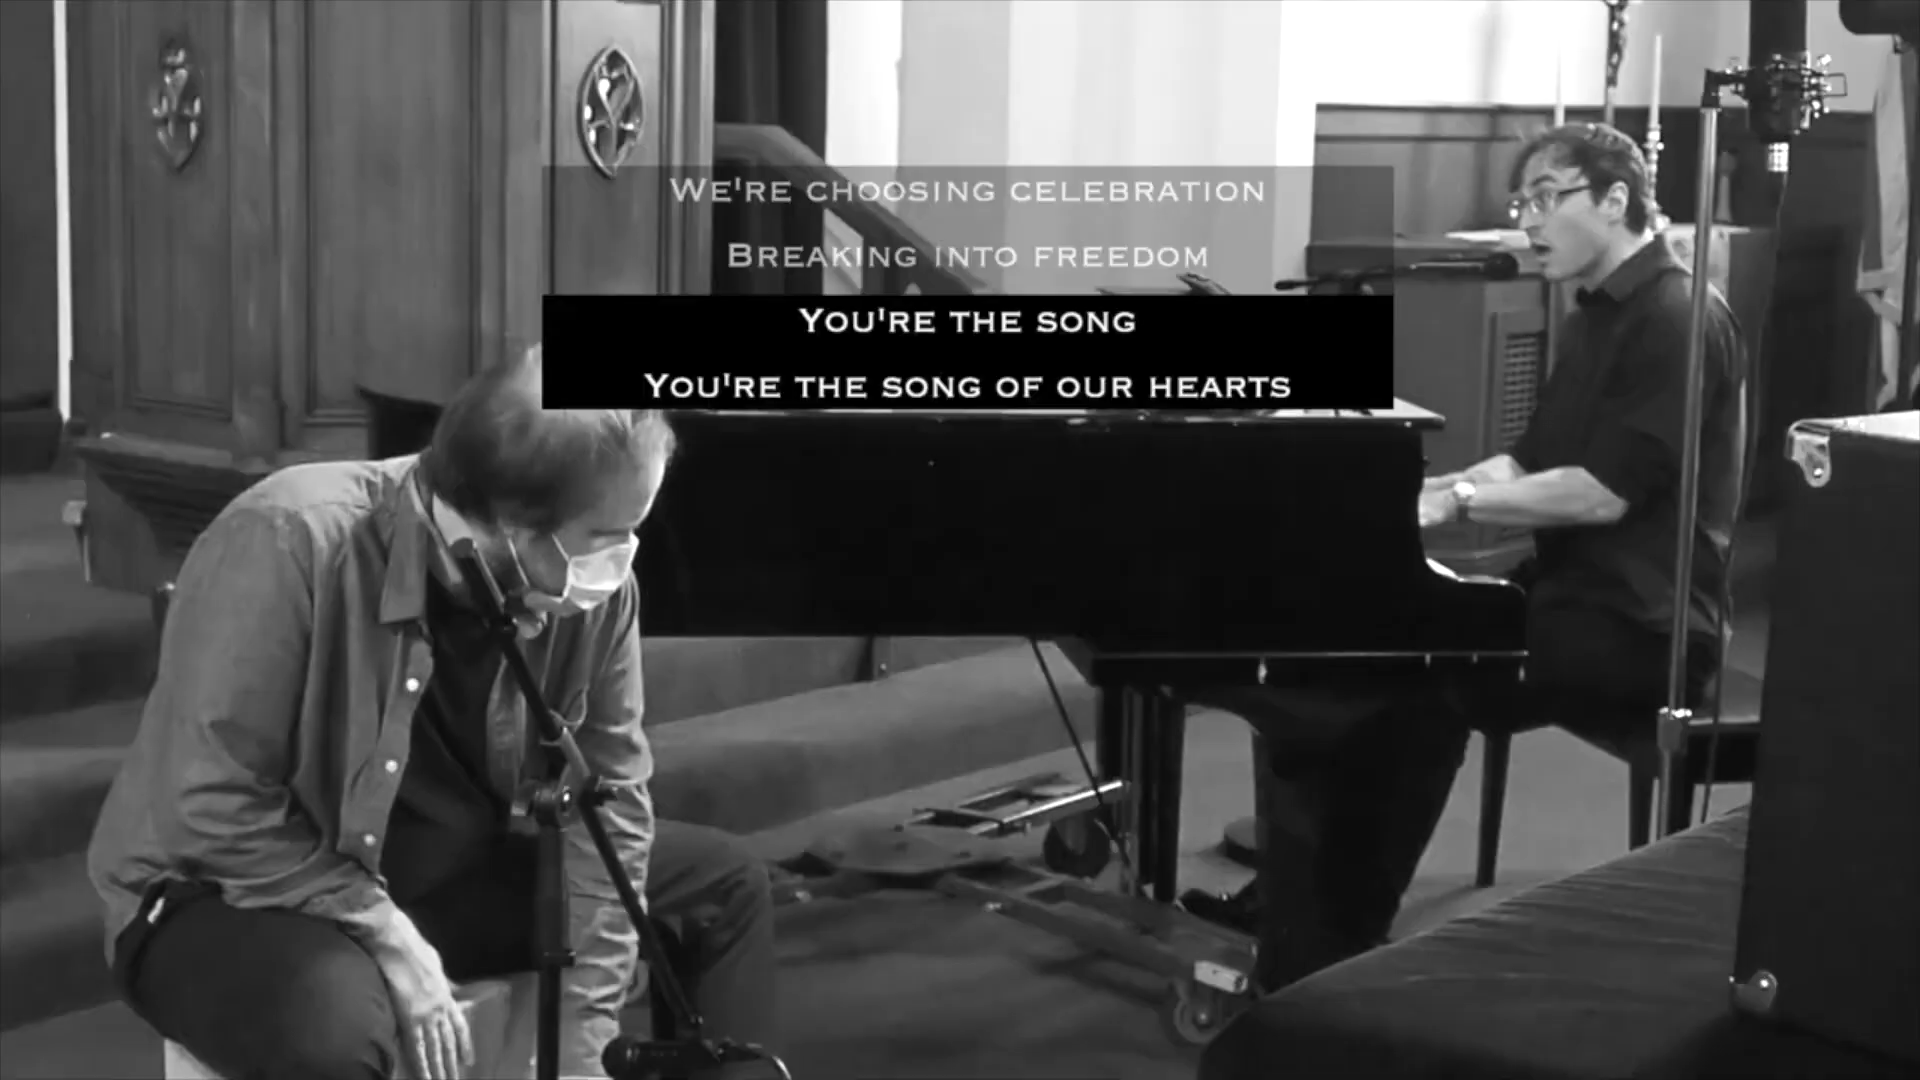 We're choosing celebration
Breaking into freedom
You're the song
You're the song of our hearts